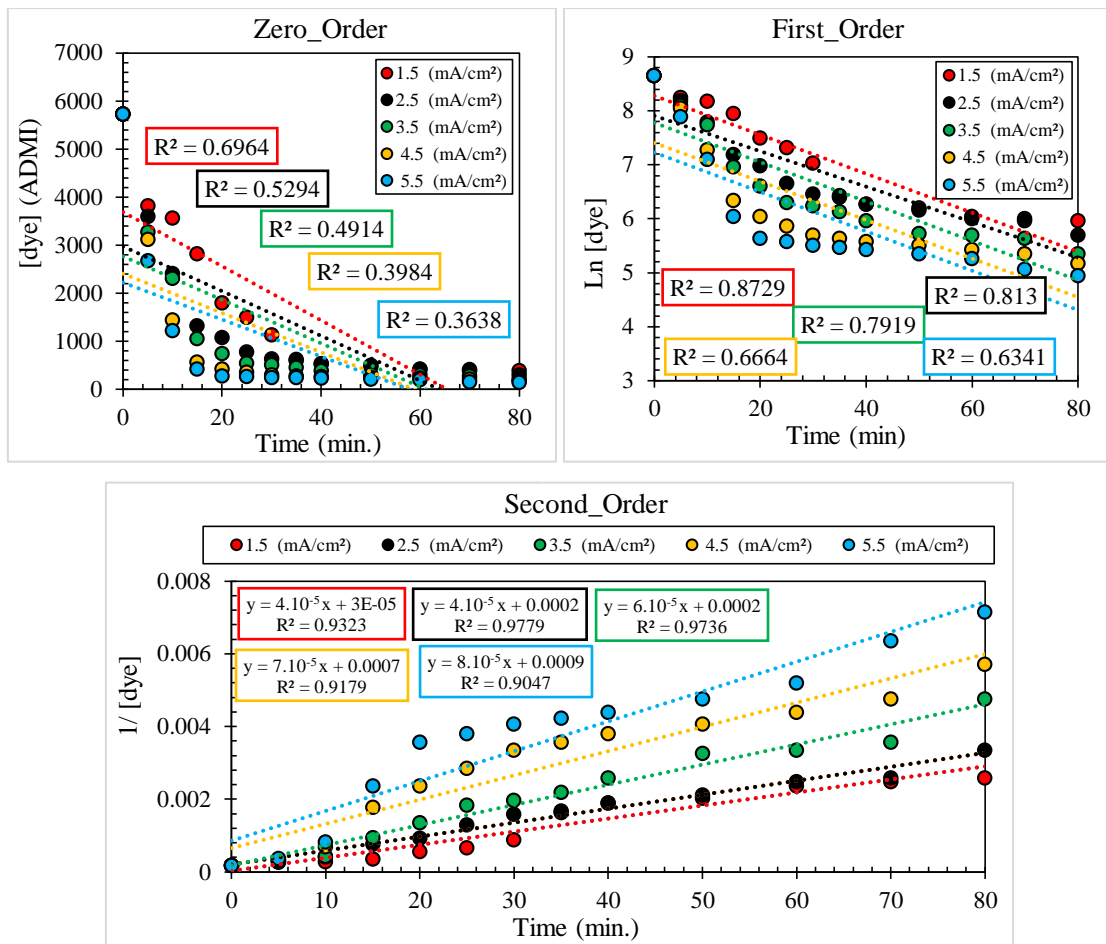 Zero_Order
7000
6000
5000
4000
3000
2000
1000
0
[dye] (ADMI)
1.5 (mA/cm²)
2.5 (mA/cm²)
3.5 (mA/cm²)
4.5 (mA/cm²)
5.5 (mA/cm²)
R² = 0.6964
R² = 0.5294
R² = 0.4914
R² = 0.3984
R² = 0.3638
0 20 40 60 80
Time (min.)
First_Order
9
8
7
6
5
4
3
Ln [dye]
1.5 (mA/cm²)
2.5 (mA/cm²)
3.5 (mA/cm²)
4.5 (mA/cm²)
5.5 (mA/cm²)
R² = 0.8729
R² = 0.813
R² = 0.7919
R² = 0.6664
R² = 0.6341
0 20 40 60 80
Time (min)
Second_Order
1.5 (mA/cm²) 2.5 (mA/cm²) 3.5 (mA/cm²) 4.5 (mA/cm²) 5.5 (mA/cm²)
0.008
0.006
0.004
0.002
0
1/ [dye]
y = 4.10⁻⁵x + 3E-05
R² = 0.9323
y = 4.10⁻⁵x + 0.0002
R² = 0.9779
y = 6.10⁻⁵x + 0.0002
R² = 0.9736
y = 7.10⁻⁵x + 0.0007
R² = 0.9179
y = 8.10⁻⁵x + 0.0009
R² = 0.9047
0 10 20 30 40 50 60 70 80
Time (min.)